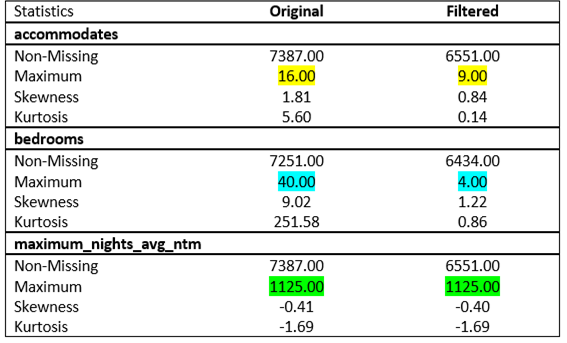 Statistics Original Filtered
accommodates
Non-Missing 7387.00 6551.00
Maximum 16.00 9.00
Skewness 1.81 0.84
Kurtosis 5.60 0.14
bedrooms
Non-Missing 7251.00 6434.00
Maximum 40.00 4.00
Skewness 9.02 1.22
Kurtosis 251.58 0.86
maximum_nights_avg_ntm
Non-Missing 7387.00 6551.00
Maximum 1125.00 1125.00
Skewness -0.41 -0.40
Kurtosis -1.69 -1.69